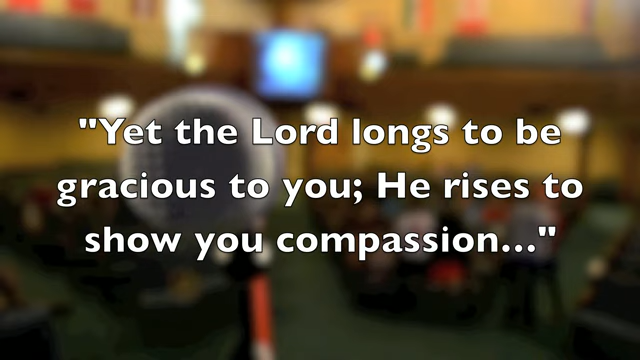 "Yet the Lord longs to be
gracious to you; He rises to
show you compassion..."